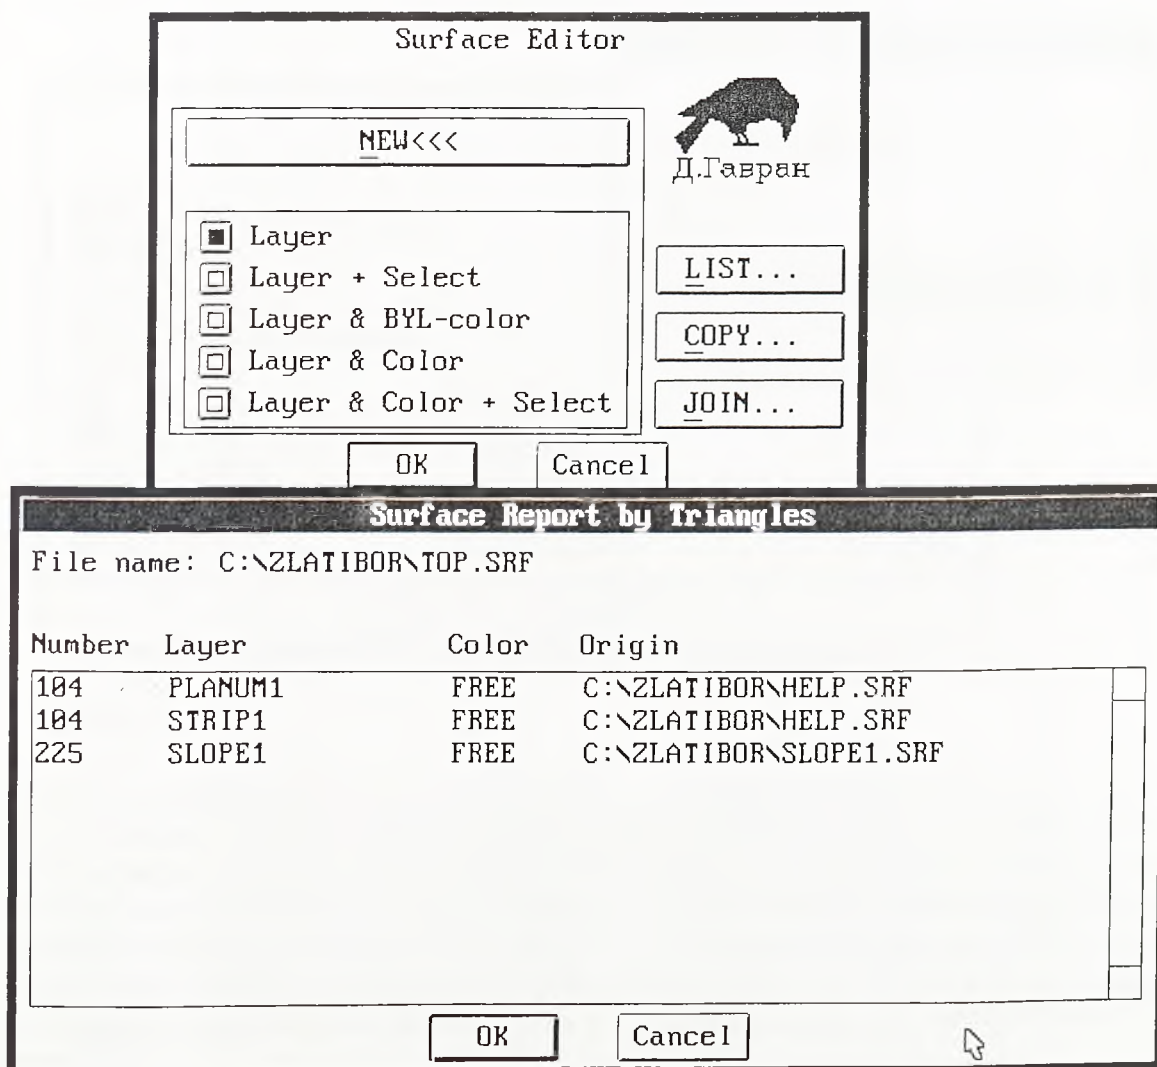 Surface Editor
NEW<<<
Д.Гавран
Layer
Layer + Select
Layer & BYL-color
Layer & Color
Layer & Color + Select
LIST...
COPY...
JOIN...
OK Cancel
Surface Report by Triangles
File name: C:\ZLATIBOR\TOP.SRF
Number Layer Color Origin
104 PLANUM1 FREE C:\ZLATIBOR\HELP.SRF
104 STRIP1 FREE C:\ZLATIBOR\HELP.SRF
225 SLOPE1 FREE C:\ZLATIBOR\SLOPE1.SRF
OK Cancel